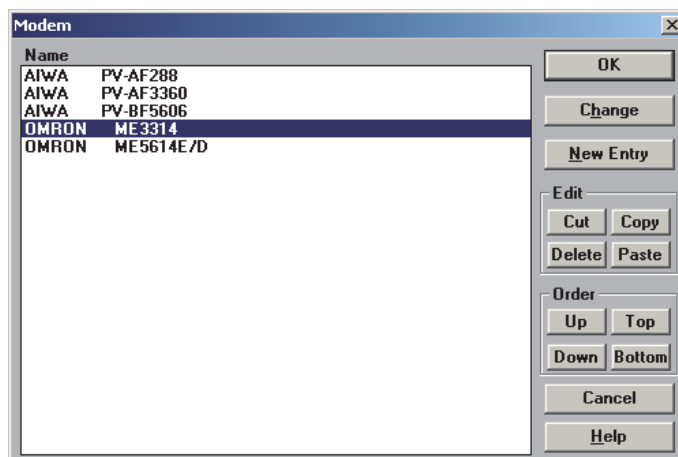 Modem
Name
AIWA PV-AF288
AIWA PV-AF3360
AIWA PV-BF5606
OMRON ME3314
OMRON ME5614E/D
OK
Change
New Entry
Edit
Cut Copy
Delete Paste
Order
Up Top
Down Bottom
Cancel
Help